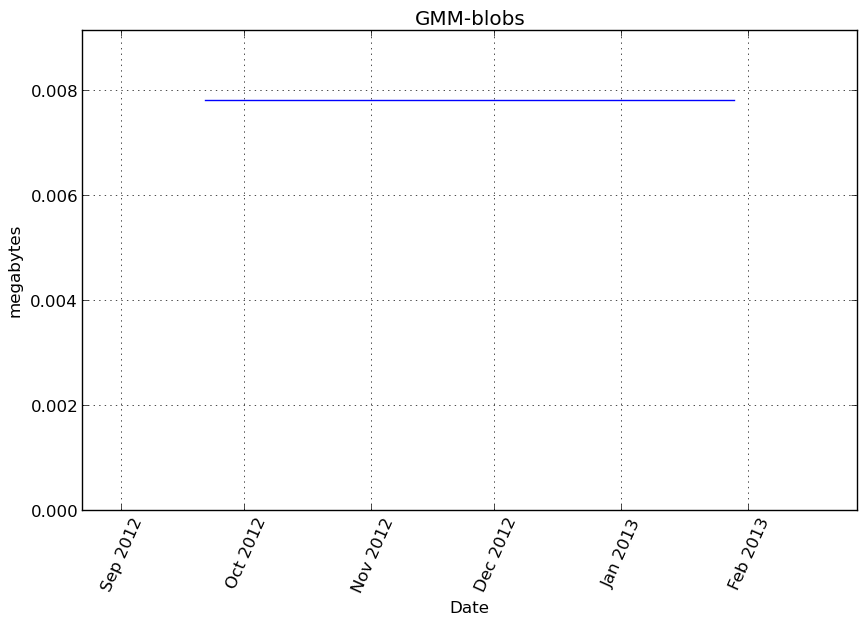 GMM-blobs
0.008
0.006
0.004
0.002
0.000
megabytes
Sep 2012
Oct 2012
Nov 2012
Dec 2012
Jan 2013
Feb 2013
Date